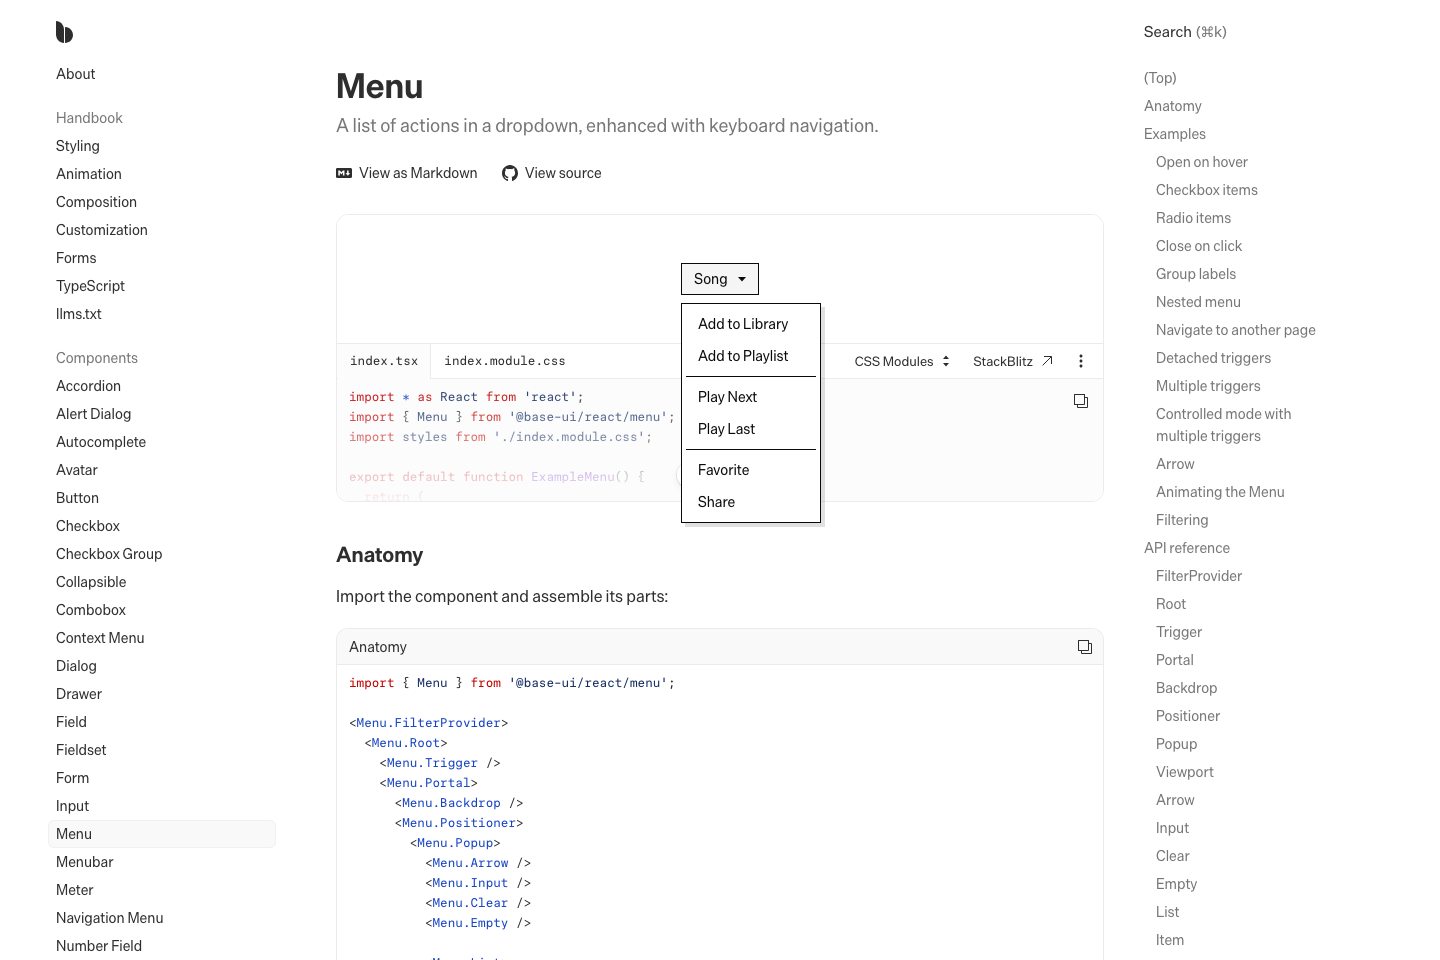 About
Handbook
Styling
Animation
Composition
Customization
Forms
TypeScript
llms.txt
Components
Accordion
Alert Dialog
Autocomplete
Avatar
Button
Checkbox
Checkbox Group
Collapsible
Combobox
Context Menu
Dialog
Drawer
Field
Fieldset
Form
Input
Menu
Menubar
Meter
Navigation Menu
Number Field
Menu
A list of actions in a dropdown, enhanced with keyboard navigation.
View as Markdown View source
Song
Add to Library
Add to Playlist
Play Next
Play Last
Favorite
Share
index.tsx index.module.css CSS Modules StackBlitz
import * as React from 'react';
import { Menu } from '@base-ui/react/menu';
import styles from './index.module.css';
export default function ExampleMenu() {
return (
Anatomy
Import the component and assemble its parts:
Anatomy
import { Menu } from '@base-ui/react/menu';
<Menu.FilterProvider>
<Menu.Root>
<Menu.Trigger />
<Menu.Portal>
<Menu.Backdrop />
<Menu.Positioner>
<Menu.Popup>
<Menu.Arrow />
<Menu.Input />
<Menu.Clear />
<Menu.Empty />
Search (⌘k)
(Top)
Anatomy
Examples
Open on hover
Checkbox items
Radio items
Close on click
Group labels
Nested menu
Navigate to another page
Detached triggers
Multiple triggers
Controlled mode with
multiple triggers
Arrow
Animating the Menu
Filtering
API reference
FilterProvider
Root
Trigger
Portal
Backdrop
Positioner
Popup
Viewport
Arrow
Input
Clear
Empty
List
Item